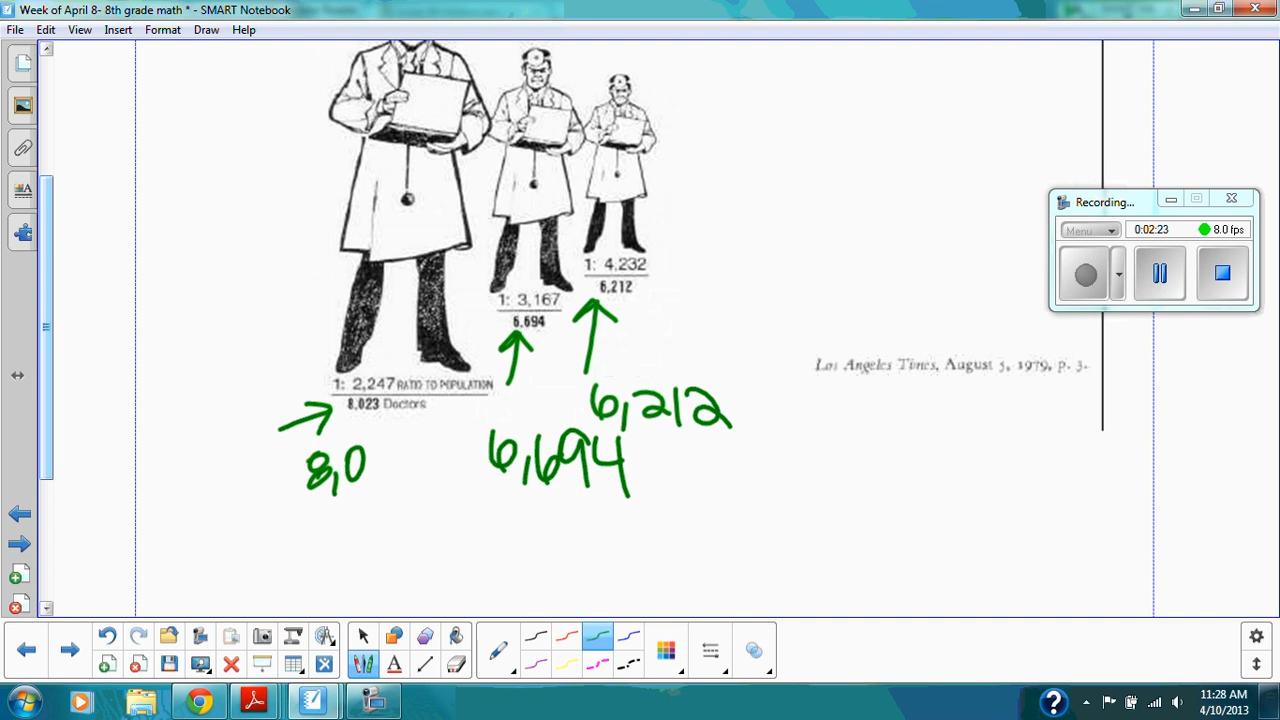 Week of April 8- 8th grade math * - SMART Notebook
File Edit View Insert Format Draw Help
Recording...
Menu
0:02:23
8.0 fps
1: 4,232
6,212
1: 3,167
6,694
Los Angeles Times, August 5, 1979, p. 3.
1: 2,247 RATIO TO POPULATION
8,023 Doctors
6,212
6,694
8,0
11:28 AM
4/10/2013